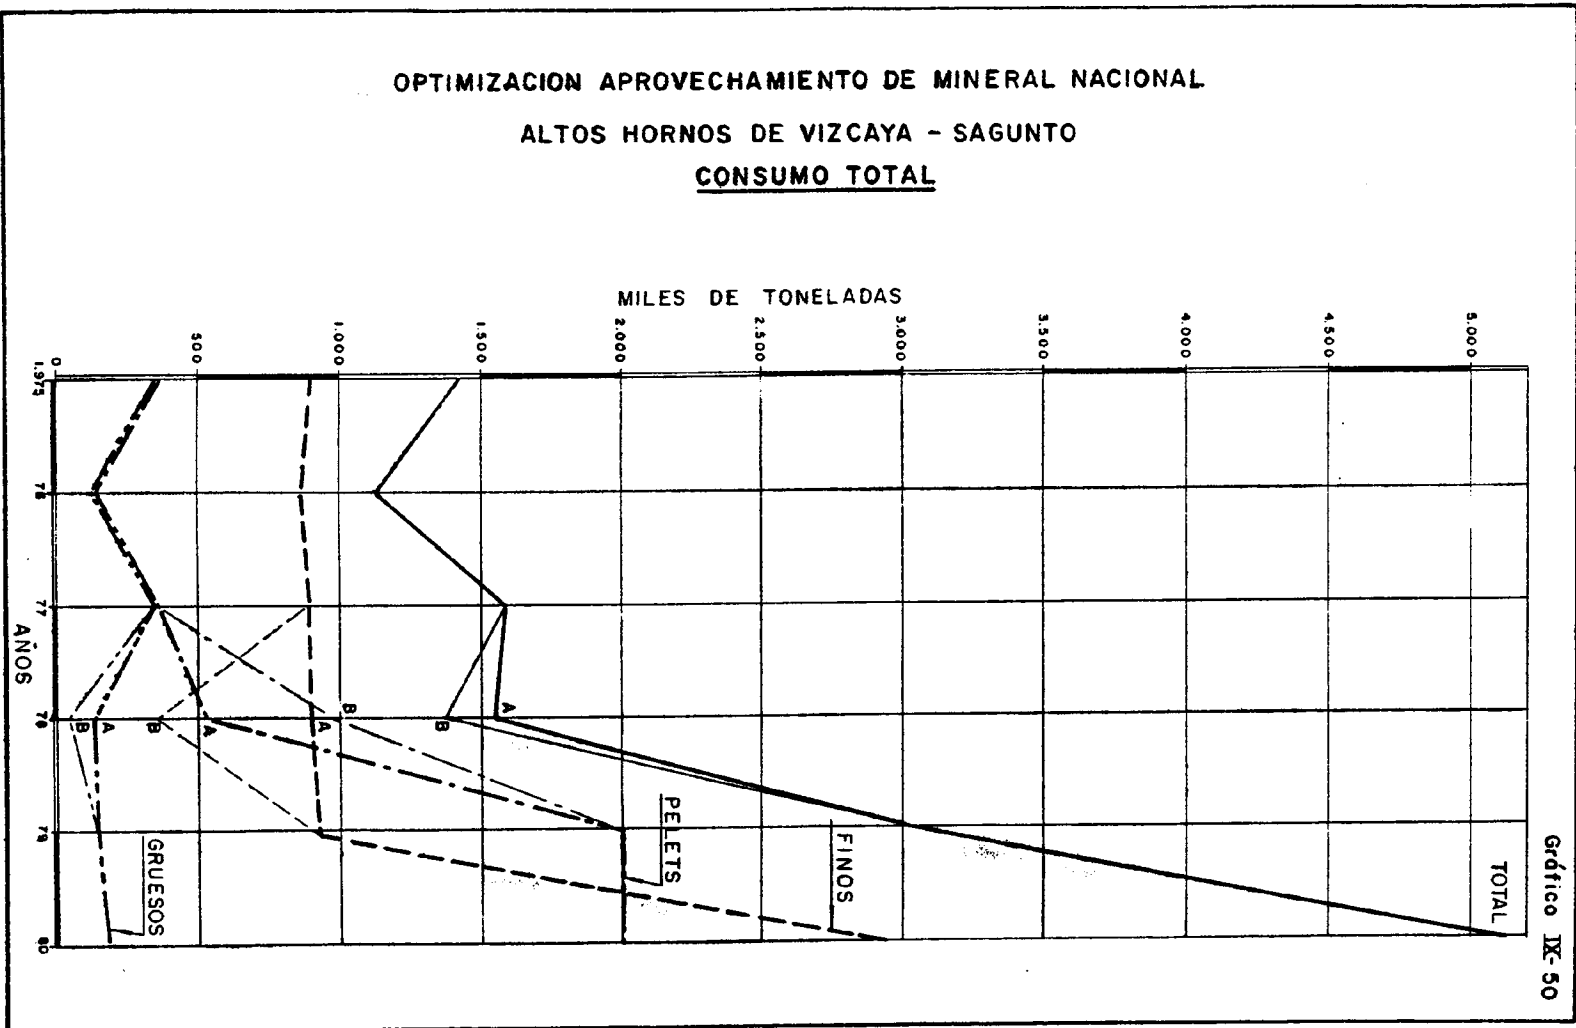 OPTIMIZACION APROVECHAMIENTO DE MINERAL NACIONAL
ALTOS HORNOS DE VIZCAYA - SAGUNTO
CONSUMO TOTAL
Gráfico IX-50
MILES DE TONELADAS
5.000
4.500
4.000
3.500
3.000
2.500
2.000
1.500
1.000
500
0
1.975
76
77
78
79
80
AÑOS
TOTAL
FINOS
PELETS
GRUESOS
A
B
B
A
A
B
A
B